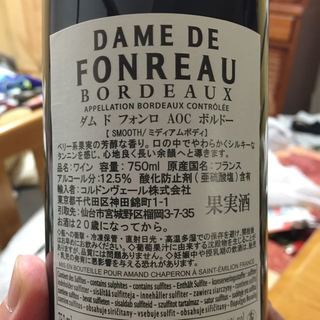 DAME DE
FONREAU
BORDEAUX
APPELLATION BORDEAUX CONTRÔLÉE
ダム ド フォンロ AOC ボルドー
[ SMOOTH/ ミディアムボディ ]
ベリー系果実の芳醇な香り。口の中でやわらかくシルキーな
タンニンを感じ、心地良く長い余韻へと導きます。
品名：ワイン 容量：750ml 原産国名：フランス
アルコール分：12.5% 酸化防止剤（亜硫酸塩）含有
輸入者：コルドンヴェール株式会社
東京都千代田区神田錦町1-1
引取先：仙台市宮城野区榴岡3-7-35
お酒は20歳になってから。
果実酒
MIS EN BOUTEILLE POUR AMAND CHAPERON À SAINT-ÉMILION FRANCE
Contient des Sulfites - contains sulphites - Enthält Sulfite